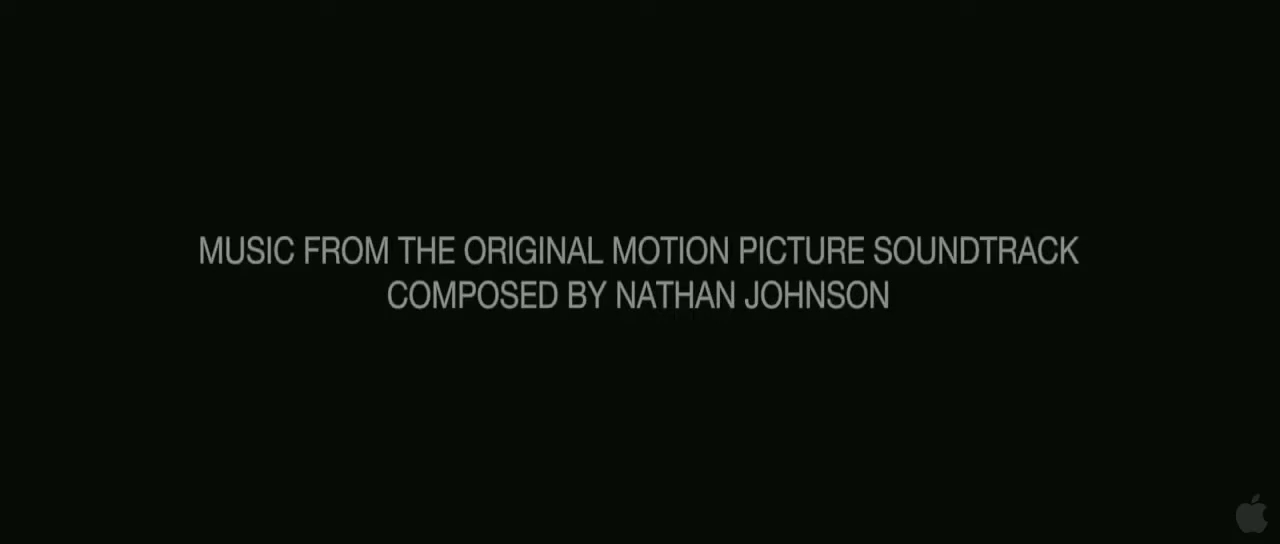 MUSIC FROM THE ORIGINAL MOTION PICTURE SOUNDTRACK
COMPOSED BY NATHAN JOHNSON